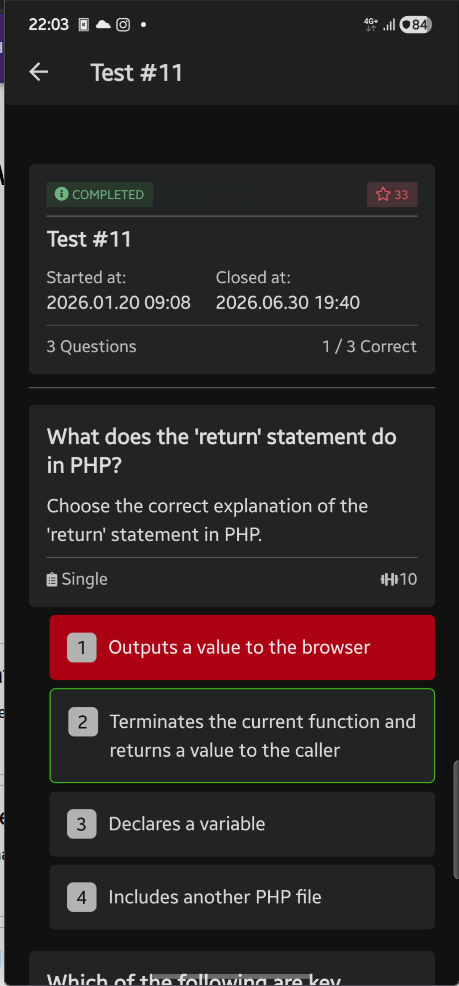 22:03
4G+
84
Test #11
COMPLETED
33
Test #11
Started at:
Closed at:
2026.01.20 09:08
2026.06.30 19:40
3 Questions
1 / 3 Correct
What does the 'return' statement do
in PHP?
Choose the correct explanation of the
'return' statement in PHP.
Single
10
1
Outputs a value to the browser
2
Terminates the current function and
returns a value to the caller
3
Declares a variable
4
Includes another PHP file
Which of the following are key